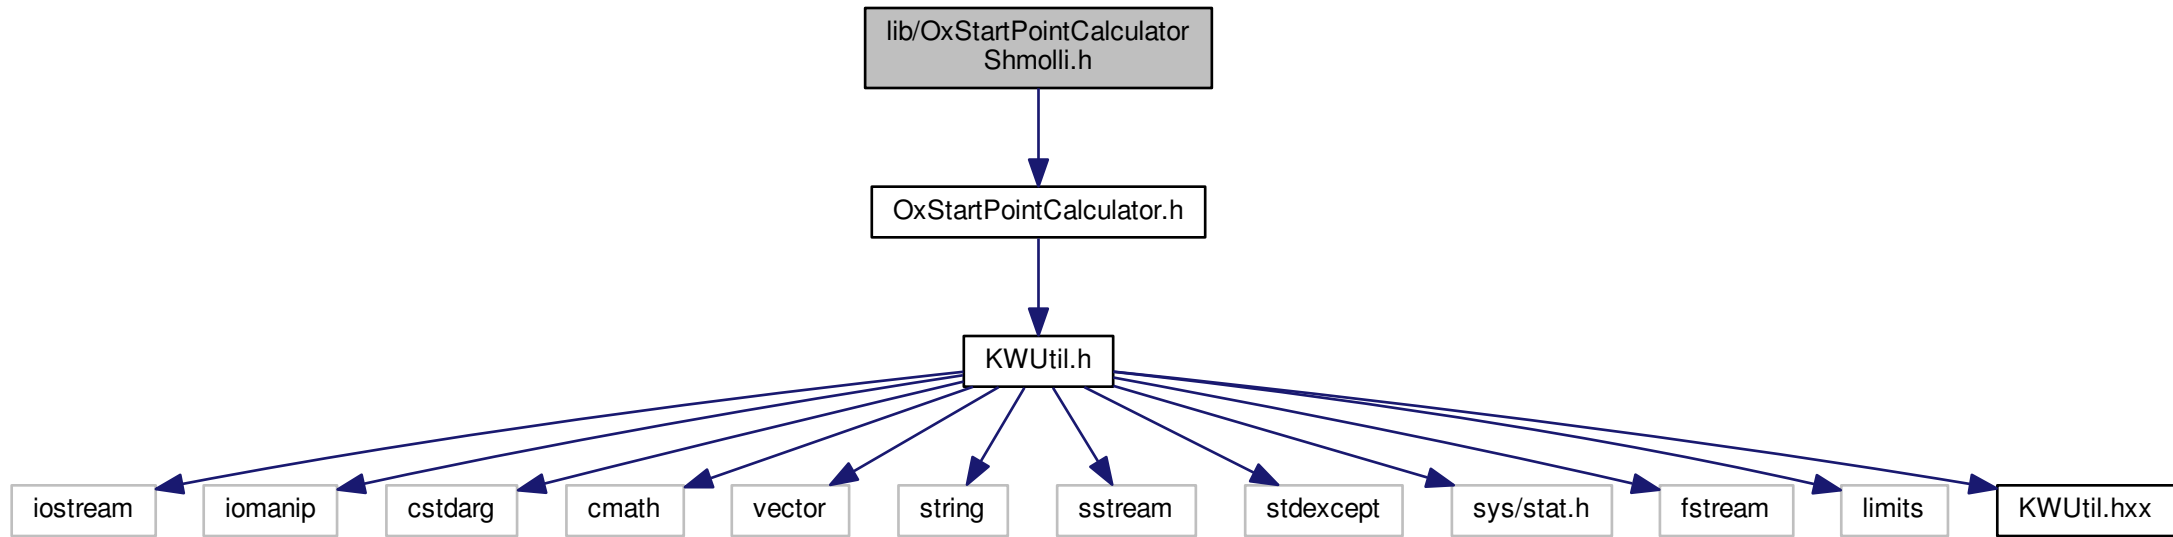 lib/OxStartPointCalculator
Shmolli.h
OxStartPointCalculator.h
KWUtil.h
iostream
iomanip
cstdarg
cmath
vector
string
sstream
stdexcept
sys/stat.h
fstream
limits
KWUtil.hxx